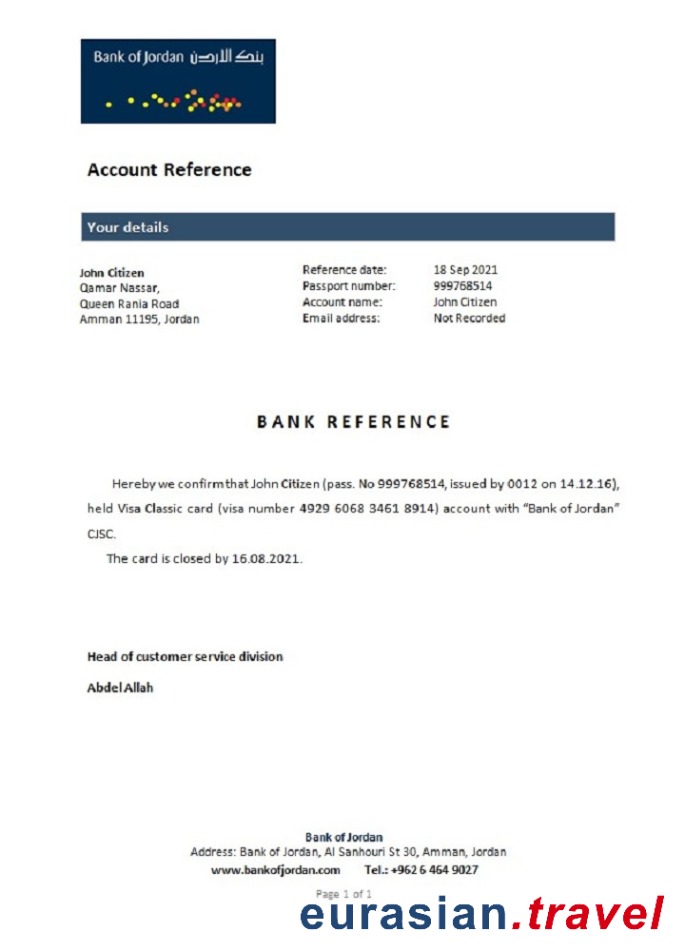 Bank of Jordan بنك الاردن
Account Reference
Your details
John Citizen
Qamar Nassar,
Queen Rania Road
Amman 11195, Jordan
Reference date: 18 Sep 2021
Passport number: 999768514
Account name: John Citizen
Email address: Not Recorded
BANK REFERENCE
Hereby we confirm that John Citizen (pass. No 999768514, issued by 0012 on 14.12.16),
held Visa Classic card (visa number 4929 6068 3461 8914) account with “Bank of Jordan”
CJSC.
The card is closed by 16.08.2021.
Head of customer service division
Abdel Allah
Bank of Jordan
Address: Bank of Jordan, Al Sanhouri St 30, Amman, Jordan
www.bankofjordan.com Tel.: +962 6 464 9027
Page 1 of 1
eurasian.travel